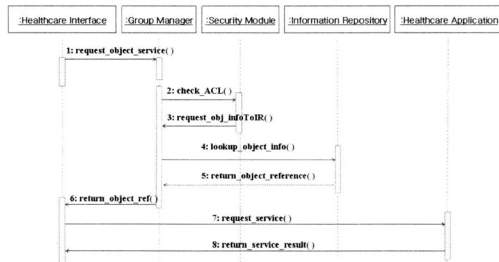 :Healthcare Interface :Group Manager :Security Module :Information Repository :Healthcare Application
1: request_object_service( )
2: check_ACL( )
3: request_obj_infoToIR( )
4: lookup_object_info( )
5: return_object_reference( )
6: return_object_ref( )
7: request_service( )
8: return_service_result( )